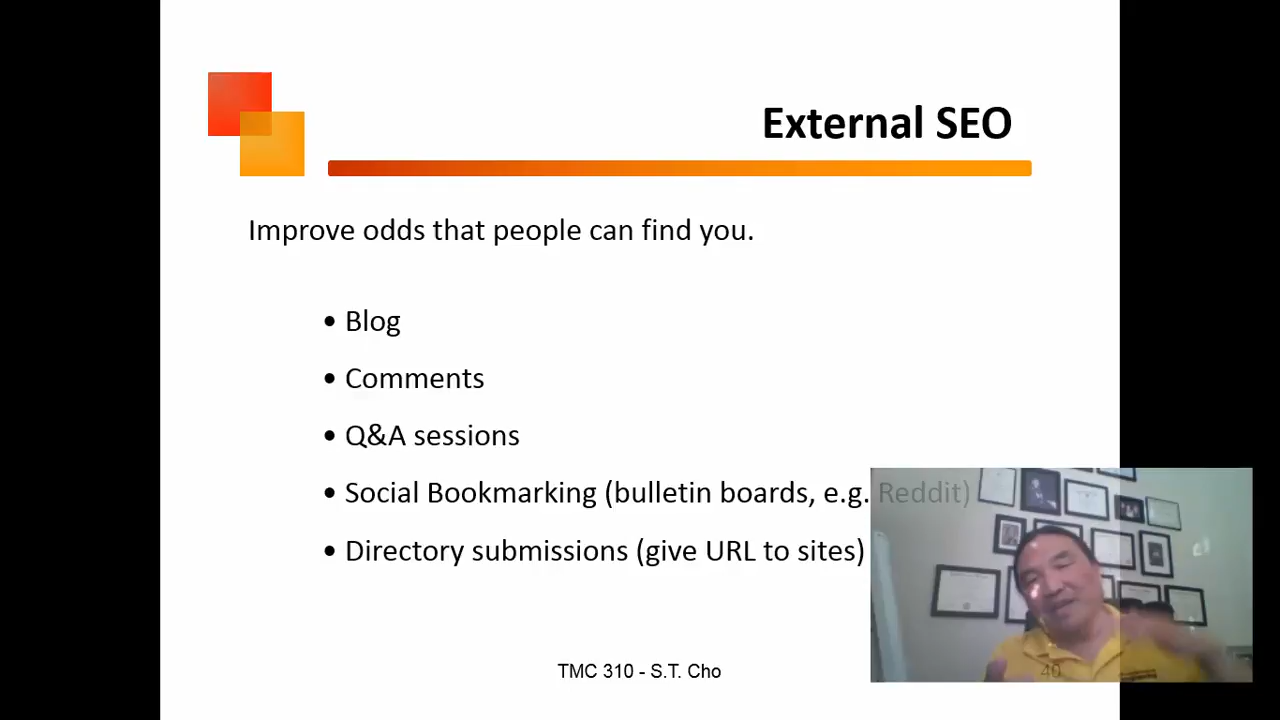 External SEO
Improve odds that people can find you.
• Blog
• Comments
• Q&A sessions
• Social Bookmarking (bulletin boards, e.g. Reddit)
• Directory submissions (give URL to sites)
TMC 310 - S.T. Cho
40